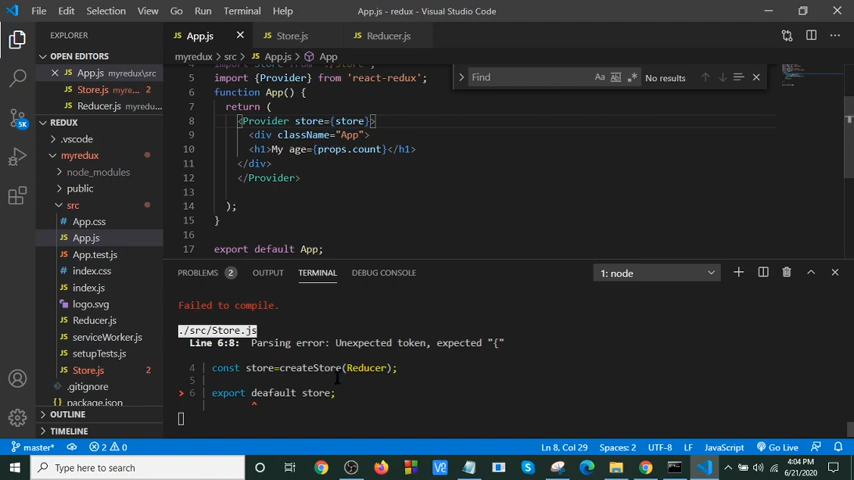 File Edit Selection View Go Run Terminal Help App.js - redux - Visual Studio Code
EXPLORER
OPEN EDITORS
App.js myredux\src
Store.js myre... 2
Reducer.js myredu...
REDUX
.vscode
myredux
node_modules
public
src
App.css
App.js
App.test.js
index.css
index.js
logo.svg
Reducer.js
serviceWorker.js
setupTests.js
Store.js 2
.gitignore
package.json
OUTLINE
TIMELINE
5K
App.js Store.js Reducer.js
myredux > src > App.js > App
Find Aa No results
5 import {Provider} from 'react-redux';
6 function App() {
7 return (
8 <Provider store={store}>
9 <div className="App">
10 <h1>My age={props.count}</h1>
11 </div>
12 </Provider>
13
14 );
15 }
16
17 export default App;
PROBLEMS 2 OUTPUT TERMINAL DEBUG CONSOLE 1: node
Failed to compile.
./src/Store.js
Line 6:8: Parsing error: Unexpected token, expected "{"
4 | const store=createStore(Reducer);
5 |
> 6 | export deafault store;
| ^
master* 2 0 Ln 8, Col 29 Spaces: 2 UTF-8 LF JavaScript Go Live
Type here to search
4:04 PM
6/21/2020